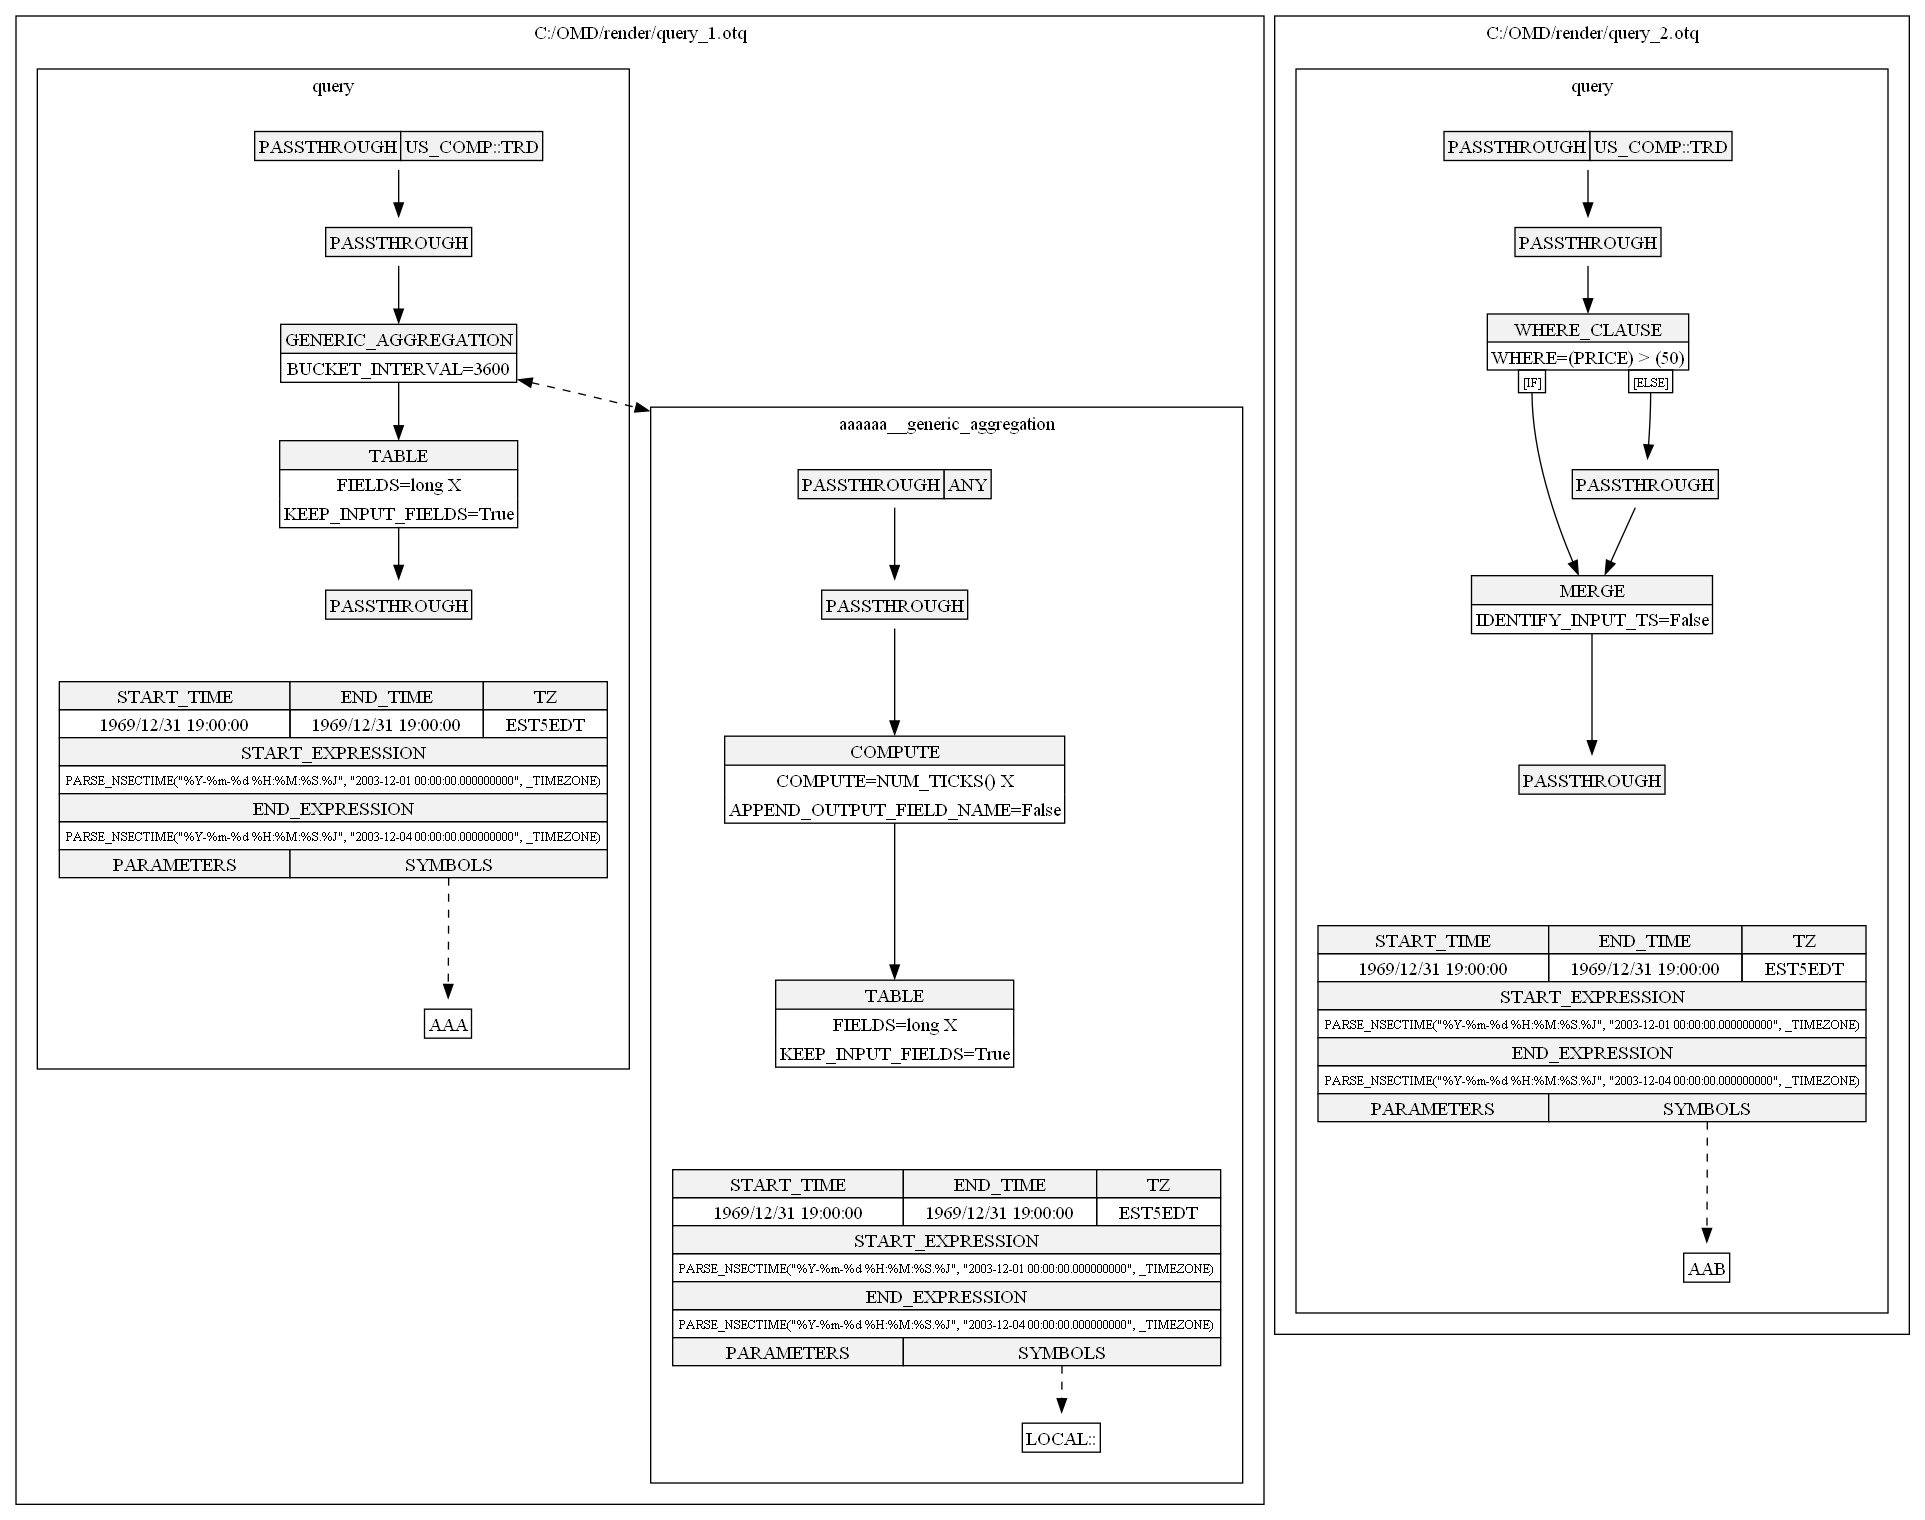 C:/OMD/render/query_1.otq
query
PASSTHROUGH US_COMP::TRD
PASSTHROUGH
GENERIC_AGGREGATION
BUCKET_INTERVAL=3600
TABLE
FIELDS=long X
KEEP_INPUT_FIELDS=True
PASSTHROUGH
START_TIME END_TIME TZ
1969/12/31 19:00:00 1969/12/31 19:00:00 EST5EDT
START_EXPRESSION
PARSE_NSECTIME("%Y-%m-%d %H:%M:%S.%J", "2003-12-01 00:00:00.000000000", _TIMEZONE)
END_EXPRESSION
PARSE_NSECTIME("%Y-%m-%d %H:%M:%S.%J", "2003-12-04 00:00:00.000000000", _TIMEZONE)
PARAMETERS SYMBOLS
AAA
aaaaaa__generic_aggregation
PASSTHROUGH ANY
PASSTHROUGH
COMPUTE
COMPUTE=NUM_TICKS() X
APPEND_OUTPUT_FIELD_NAME=False
TABLE
FIELDS=long X
KEEP_INPUT_FIELDS=True
START_TIME END_TIME TZ
1969/12/31 19:00:00 1969/12/31 19:00:00 EST5EDT
START_EXPRESSION
PARSE_NSECTIME("%Y-%m-%d %H:%M:%S.%J", "2003-12-01 00:00:00.000000000", _TIMEZONE)
END_EXPRESSION
PARSE_NSECTIME("%Y-%m-%d %H:%M:%S.%J", "2003-12-04 00:00:00.000000000", _TIMEZONE)
PARAMETERS SYMBOLS
LOCAL::
C:/OMD/render/query_2.otq
query
PASSTHROUGH US_COMP::TRD
PASSTHROUGH
WHERE_CLAUSE
WHERE=(PRICE) > (50)
[IF] [ELSE]
PASSTHROUGH
MERGE
IDENTIFY_INPUT_TS=False
PASSTHROUGH
START_TIME END_TIME TZ
1969/12/31 19:00:00 1969/12/31 19:00:00 EST5EDT
START_EXPRESSION
PARSE_NSECTIME("%Y-%m-%d %H:%M:%S.%J", "2003-12-01 00:00:00.000000000", _TIMEZONE)
END_EXPRESSION
PARSE_NSECTIME("%Y-%m-%d %H:%M:%S.%J", "2003-12-04 00:00:00.000000000", _TIMEZONE)
PARAMETERS SYMBOLS
AAB